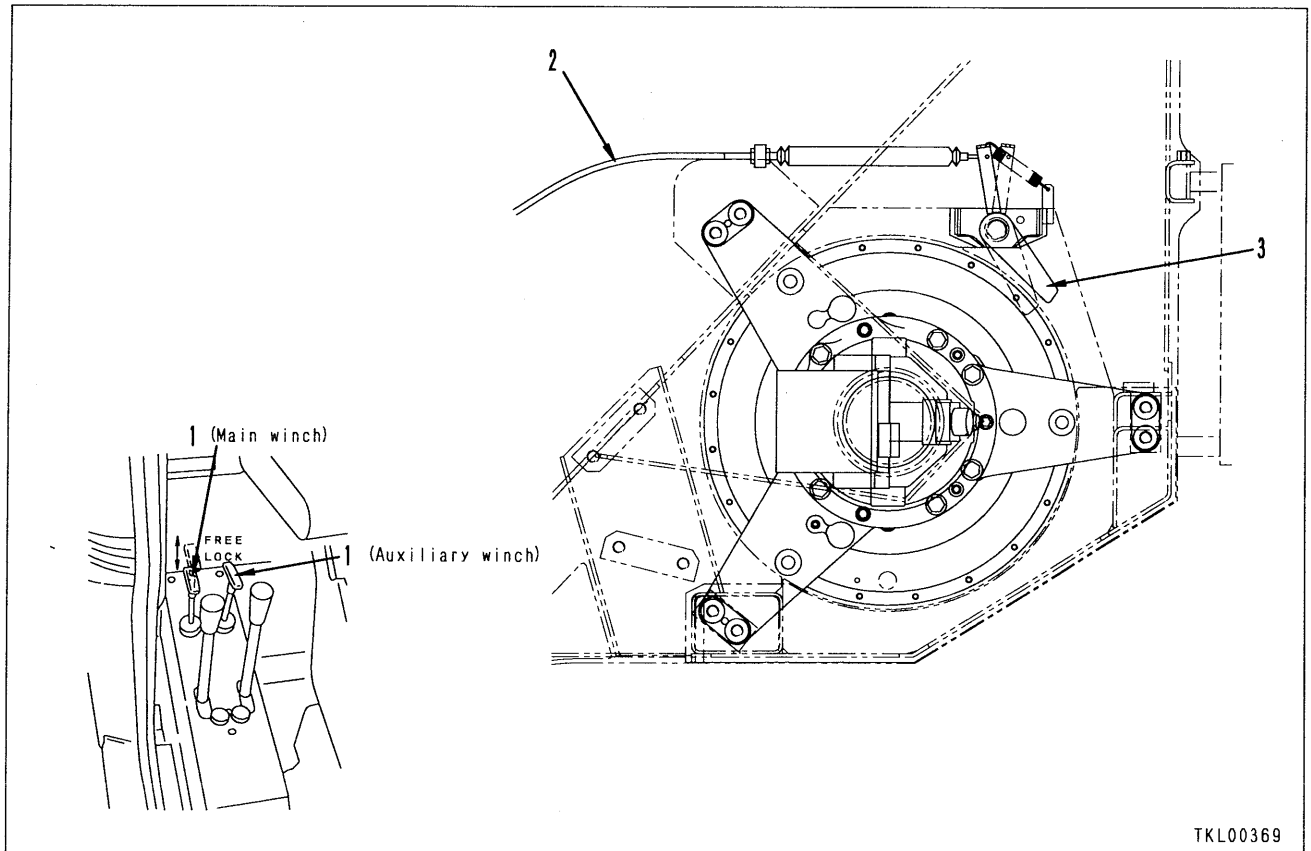 2
3
1 (Main winch)
FREE
LOCK
1 (Auxiliary winch)
TKL00369